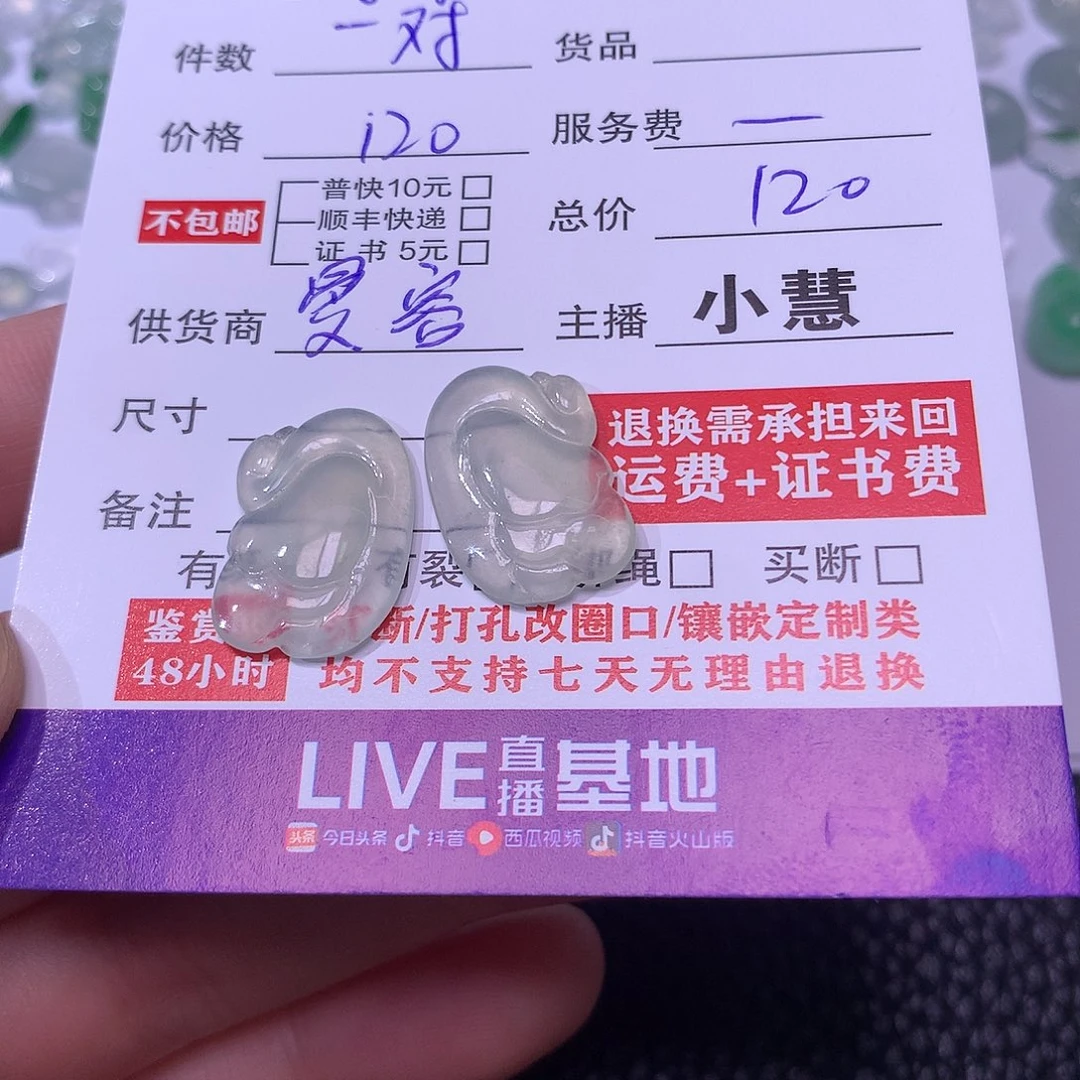 件数 一对 货品
价格 120 服务费 一
不包邮 普快10元 □
顺丰快递 □
证书 5元 □
总价 120
供货商 主播 小慧
尺寸
备注
退换需承担来回
运费+证书费
有 裂 绳 □ 买断 □
鉴赏
48小时
断/打孔改圈口/镶嵌定制类
均不支持七天无理由退换
LIVE 直播 基地
头条 今日头条 抖音 西瓜视频 抖音火山版